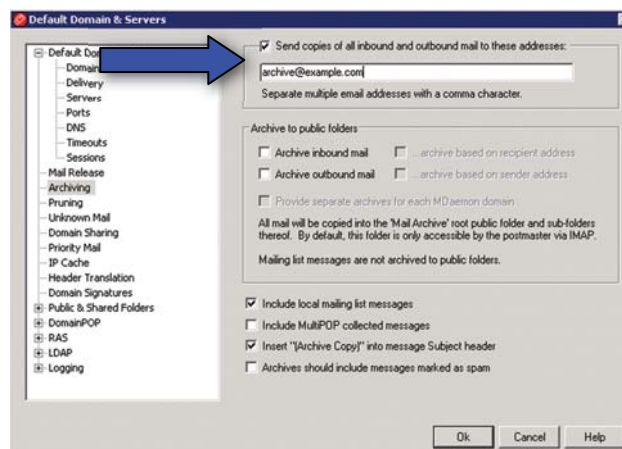 Default Domain & Servers
Default Do
Domain
Delivery
Servers
Ports
DNS
Timeouts
Sessions
Mail Release
Archiving
Pruning
Unknown Mail
Domain Sharing
Priority Mail
IP Cache
Header Translation
Domain Signatures
Public & Shared Folders
DomainPOP
RAS
LDAP
Logging
Send copies of all inbound and outbound mail to these addresses:
archive@example.com
Separate multiple email addresses with a comma character.
Archive to public folders
Archive inbound mail ...archive based on recipient address
Archive outbound mail ...archive based on sender address
Provide separate archives for each MDaemon domain
All mail will be copied into the 'Mail Archive' root public folder and sub-folders
thereof. By default, this folder is only accessible by the postmaster via IMAP.
Mailing list messages are not archived to public folders.
Include local mailing list messages
Include MultiPOP collected messages
Insert "(Archive Copy)" into message Subject header
Archives should include messages marked as spam
Ok Cancel Help